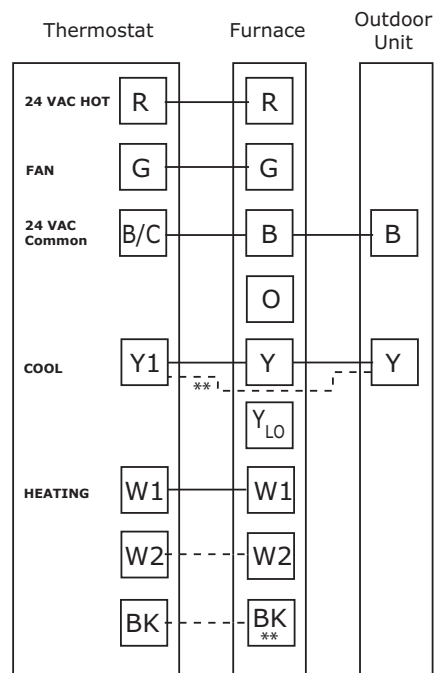 Thermostat Furnace Outdoor
Unit
24 VAC HOT R R
FAN G G
24 VAC
Common B/C B B
O
COOL Y1 Y Y
**
YLO
HEATING W1 W1
W2 W2
BK BK
**